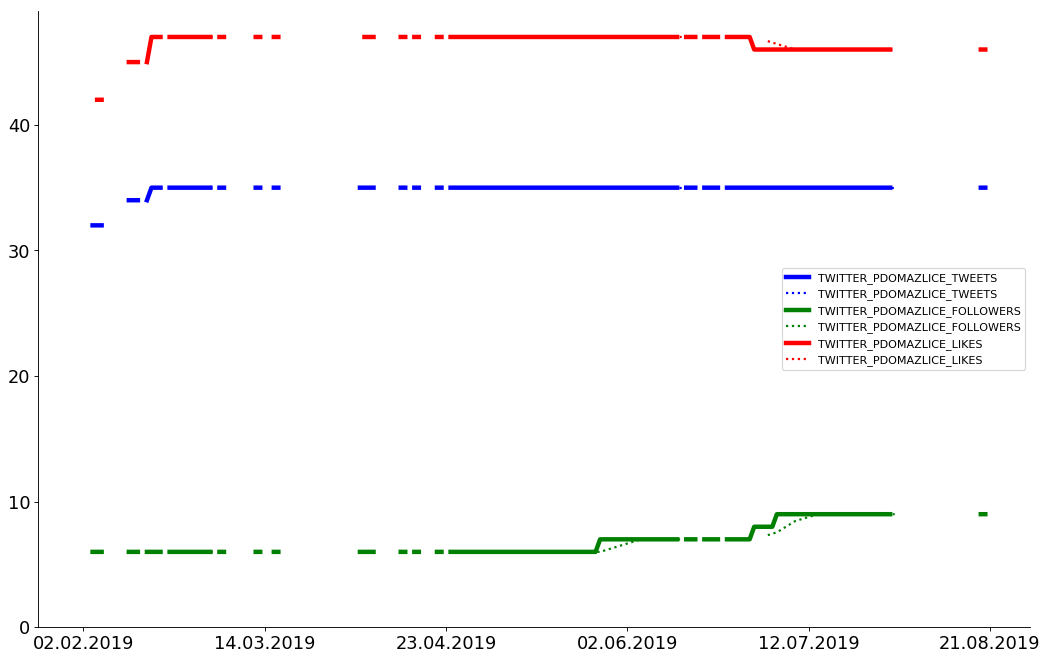 40
30
20
10
0
TWITTER_PDOMAZLICE_TWEETS
TWITTER_PDOMAZLICE_TWEETS
TWITTER_PDOMAZLICE_FOLLOWERS
TWITTER_PDOMAZLICE_FOLLOWERS
TWITTER_PDOMAZLICE_LIKES
TWITTER_PDOMAZLICE_LIKES
02.02.2019 14.03.2019 23.04.2019 02.06.2019 12.07.2019 21.08.2019